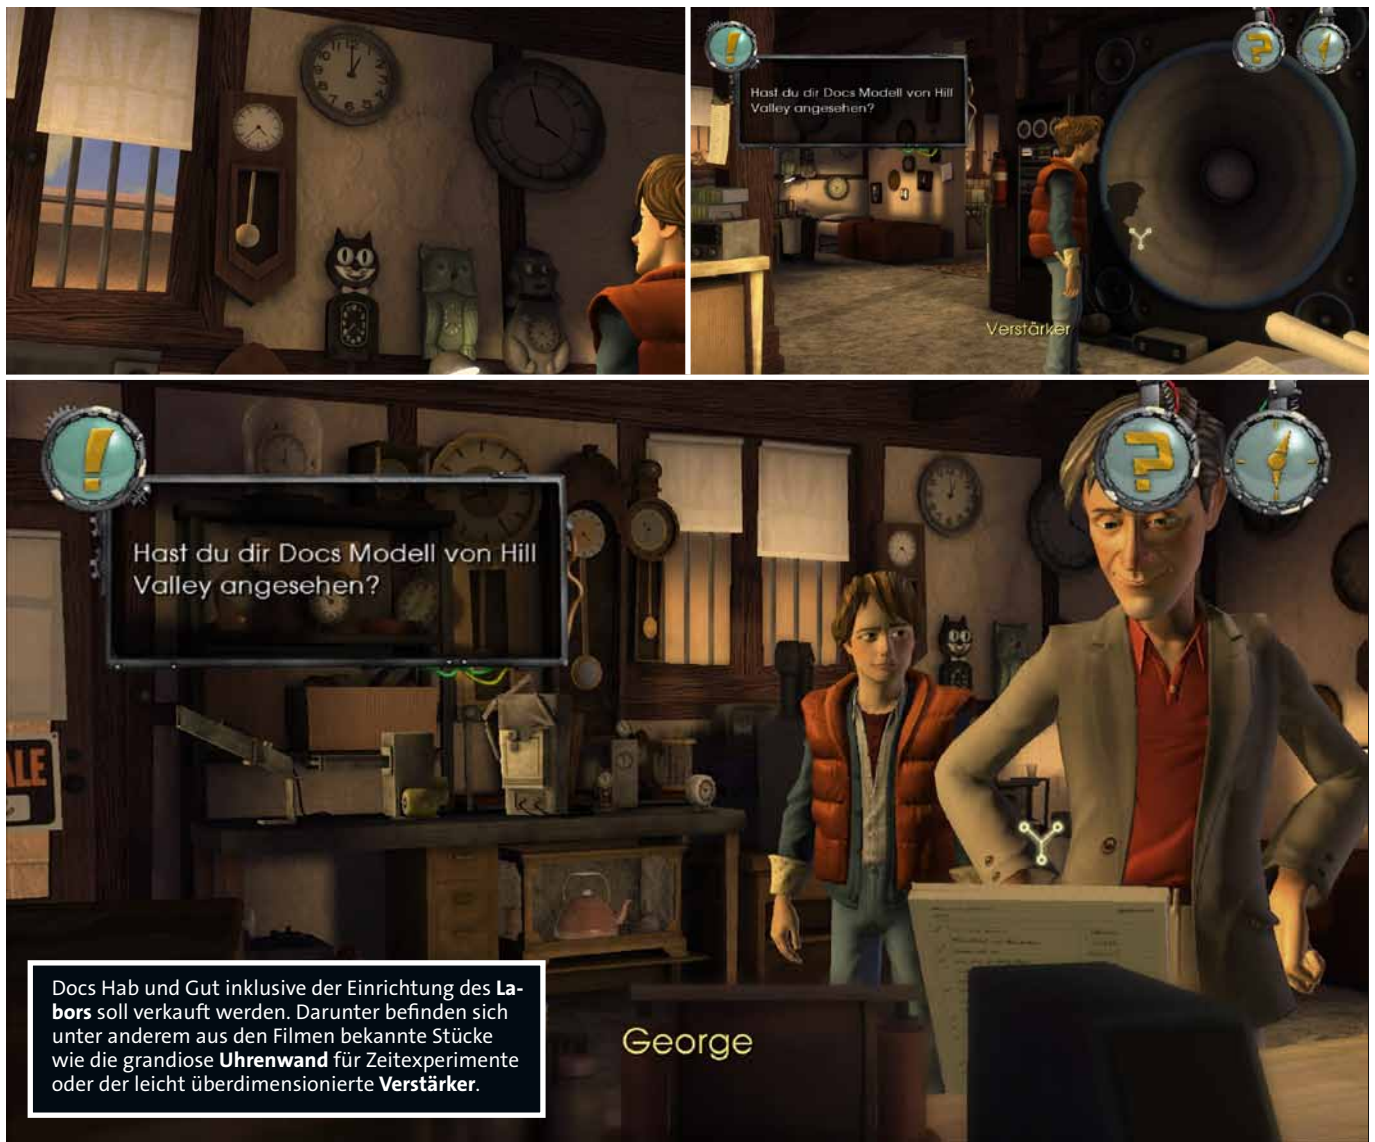 Hast du dir Docs Modell von Hill
Valley angesehen?
Verstärker
Hast du dir Docs Modell von Hill
Valley angesehen?
ALE
George
Docs Hab und Gut inklusive der Einrichtung des La-
bors soll verkauft werden. Darunter befinden sich
unter anderem aus den Filmen bekannte Stücke
wie die grandiose Uhrenwand für Zeitexperimente
oder der leicht überdimensionierte Verstärker.